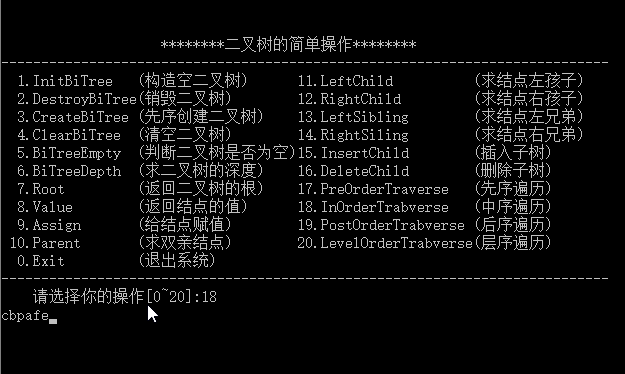 ********二叉树的简单操作********
1.InitBiTree (构造空二叉树) 11.LeftChild (求结点左孩子)
2.DestroyBiTree(销毁二叉树) 12.RightChild (求结点右孩子)
3.CreateBiTree (先序创建二叉树) 13.LeftSibling (求结点左兄弟)
4.ClearBiTree (清空二叉树) 14.RightSiling (求结点右兄弟)
5.BiTreeEmpty (判断二叉树是否为空)15.InsertChild (插入子树)
6.BiTreeDepth (求二叉树的深度) 16.DeleteChild (删除子树)
7.Root (返回二叉树的根) 17.PreOrderTraverse (先序遍历)
8.Value (返回结点的值) 18.InOrderTrabverse (中序遍历)
9.Assign (给结点赋值) 19.PostOrderTraverse (后序遍历)
10.Parent (求双亲结点) 20.LevelOrderTrabverse(层序遍历)
0.Exit (退出系统)
请选择你的操作[0~20]:18
cbpafe